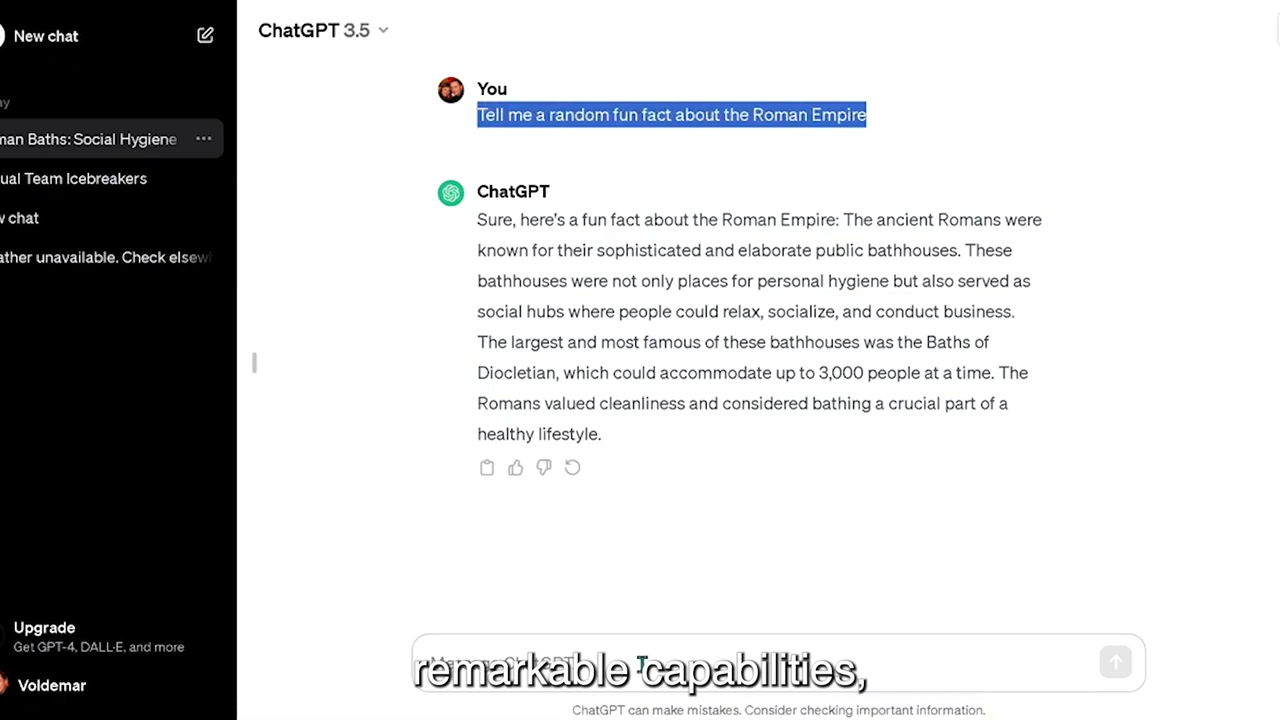 New chat
ay
nan Baths: Social Hygiene
ual Team Icebreakers
v chat
ather unavailable. Check elsew
Upgrade
Get GPT-4, DALL·E, and more
Voldemar
ChatGPT 3.5
You
Tell me a random fun fact about the Roman Empire
ChatGPT
Sure, here's a fun fact about the Roman Empire: The ancient Romans were
known for their sophisticated and elaborate public bathhouses. These
bathhouses were not only places for personal hygiene but also served as
social hubs where people could relax, socialize, and conduct business.
The largest and most famous of these bathhouses was the Baths of
Diocletian, which could accommodate up to 3,000 people at a time. The
Romans valued cleanliness and considered bathing a crucial part of a
healthy lifestyle.
remarkable capabilities,
ChatGPT can make mistakes. Consider checking important information.